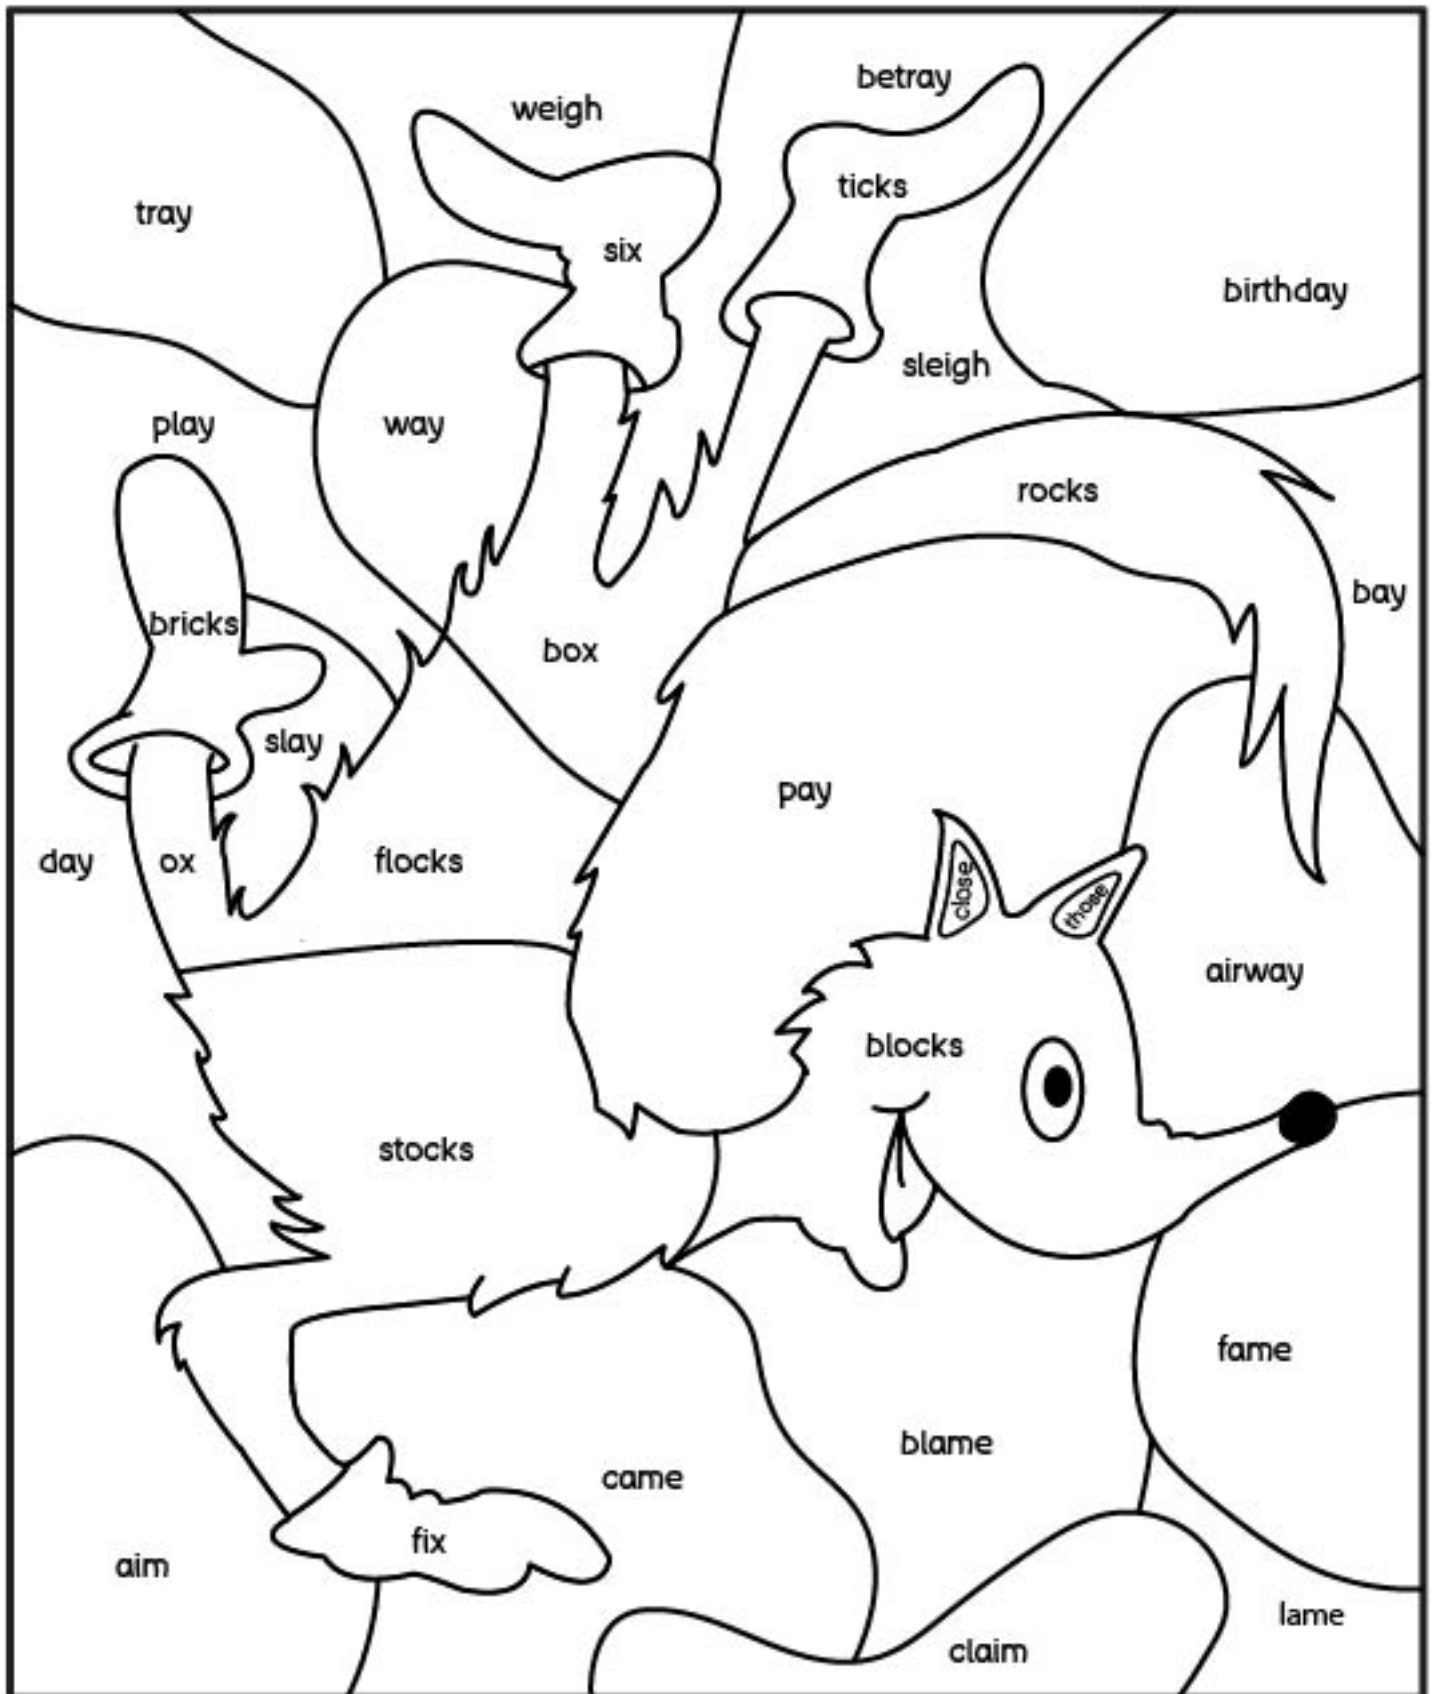 betray
weigh
ticks
tray
six
birthday
sleigh
play
way
rocks
bay
bricks
box
slay
pay
day
ox
flocks
close
those
airway
blocks
stocks
fame
blame
came
fix
aim
lame
claim